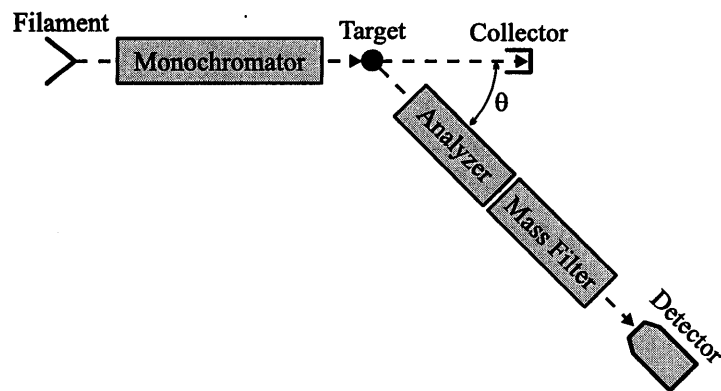 Filament
Monochromator
Target
Collector
θ
Analyzer
Mass Filter
Detector